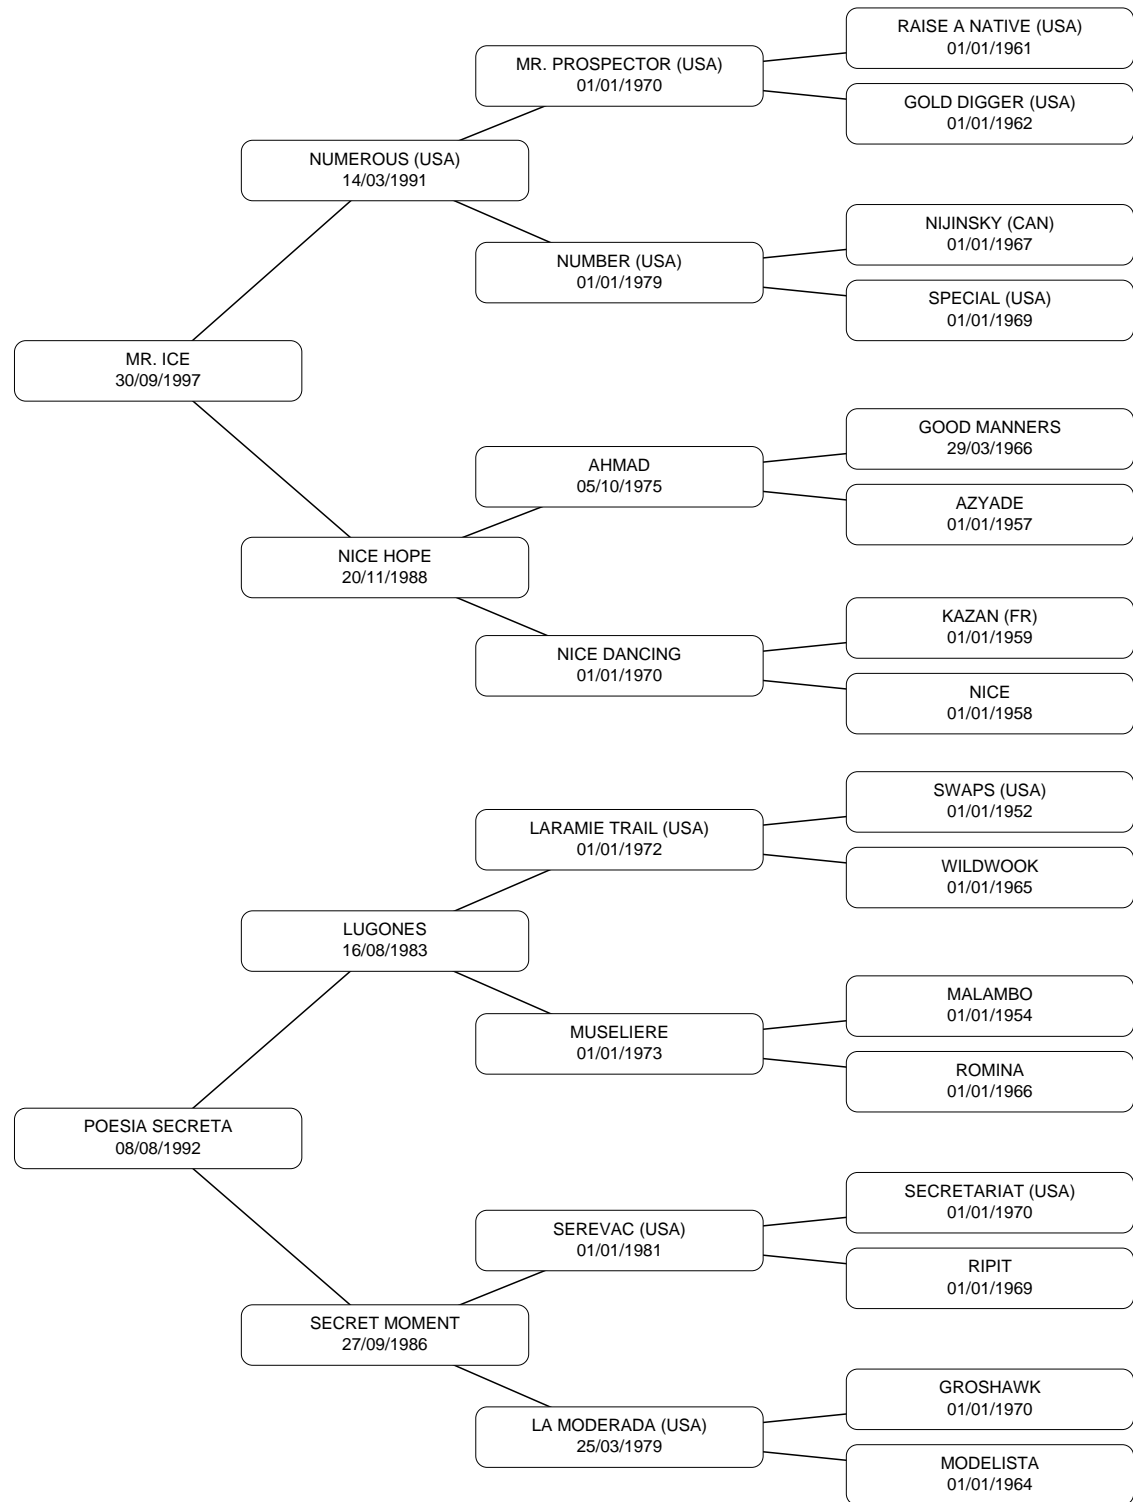 RAISE A NATIVE (USA)
01/01/1961
MR. PROSPECTOR (USA)
01/01/1970
GOLD DIGGER (USA)
01/01/1962
NUMEROUS (USA)
14/03/1991
NIJINSKY (CAN)
01/01/1967
NUMBER (USA)
01/01/1979
SPECIAL (USA)
01/01/1969
MR. ICE
30/09/1997
GOOD MANNERS
29/03/1966
AHMAD
05/10/1975
AZYADE
01/01/1957
NICE HOPE
20/11/1988
KAZAN (FR)
01/01/1959
NICE DANCING
01/01/1970
NICE
01/01/1958
SWAPS (USA)
01/01/1952
LARAMIE TRAIL (USA)
01/01/1972
WILDWOOK
01/01/1965
LUGONES
16/08/1983
MALAMBO
01/01/1954
MUSELIERE
01/01/1973
ROMINA
01/01/1966
POESIA SECRETA
08/08/1992
SECRETARIAT (USA)
01/01/1970
SEREVAC (USA)
01/01/1981
RIPIT
01/01/1969
SECRET MOMENT
27/09/1986
GROSHAWK
01/01/1970
LA MODERADA (USA)
25/03/1979
MODELISTA
01/01/1964